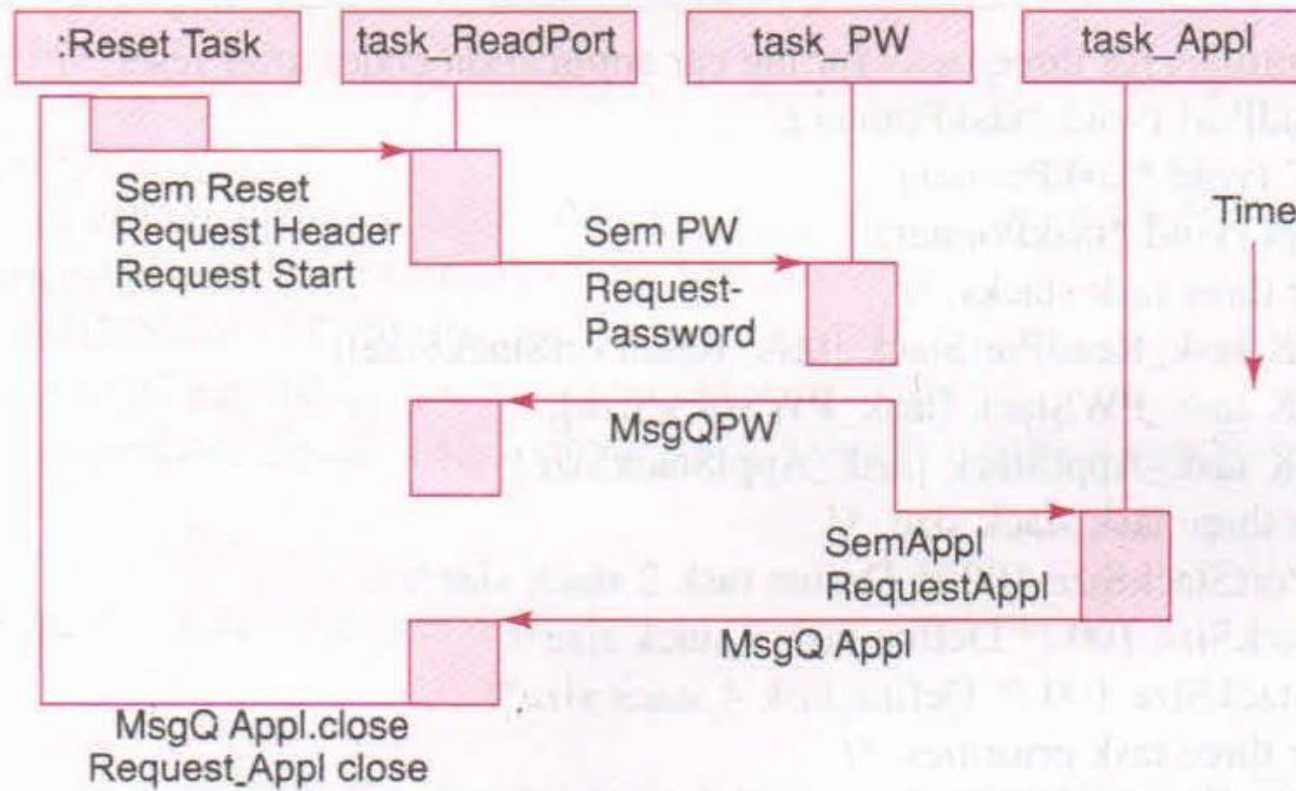 :Reset Task
task_ReadPort
task_PW
task_Appl
Sem Reset
Request Header
Request Start
Sem PW
Request-
Password
Time
MsgQPW
SemAppl
RequestAppl
MsgQ Appl
MsgQ Appl.close
Request_Appl close